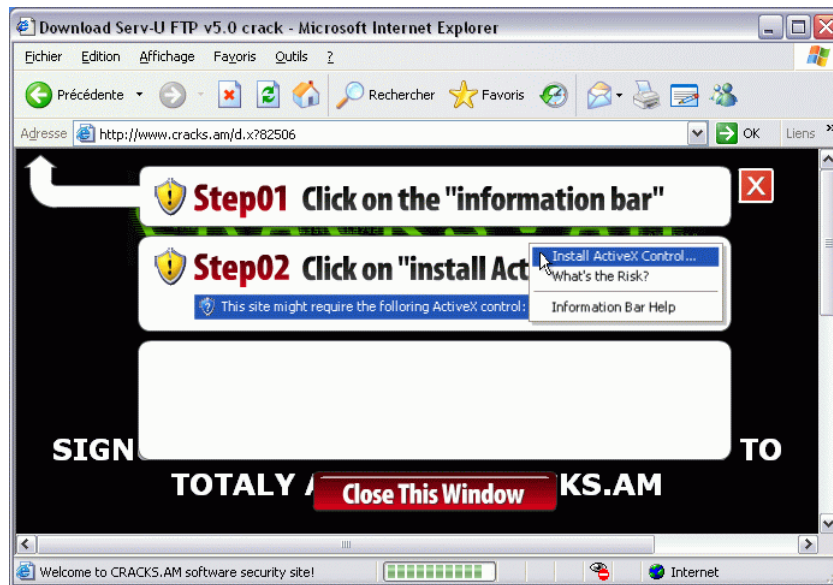 Download Serv-U FTP v5.0 crack - Microsoft Internet Explorer
Fichier Edition Affichage Favoris Outils ?
Précédente Rechercher Favoris
Adresse http://www.cracks.am/d.x?82506 OK Liens »
Step01 Click on the "information bar"
X
Step02 Click on "install Act
Install ActiveX Control...
What's the Risk?
This site might require the folloring ActiveX control:
Information Bar Help
SIGN TO
TOTALY KS.AM
Close This Window
Welcome to CRACKS.AM software security site! Internet